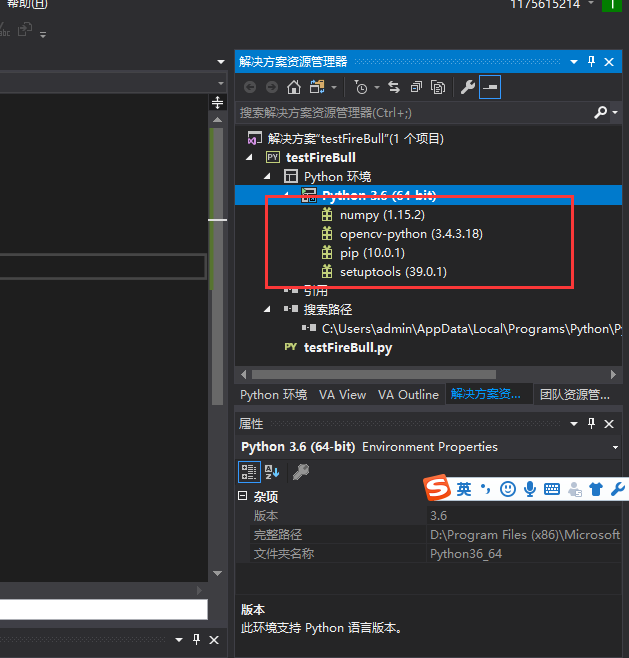 帮助(H)
1175615214
解决方案资源管理器
搜索解决方案资源管理器(Ctrl+;)
解决方案"testFireBull"(1 个项目)
PY testFireBull
Python 环境
Python 3.6 (64-bit)
numpy (1.15.2)
opencv-python (3.4.3.18)
pip (10.0.1)
setuptools (39.0.1)
引用
搜索路径
C:\Users\admin\AppData\Local\Programs\Python\Py
PY testFireBull.py
Python 环境 VA View VA Outline 解决方案资... 团队资源管...
属性
Python 3.6 (64-bit) Environment Properties
英
杂项
版本 3.6
完整路径 D:\Program Files (x86)\Microsoft
文件夹名称 Python36_64
版本
此环境支持 Python 语言版本。